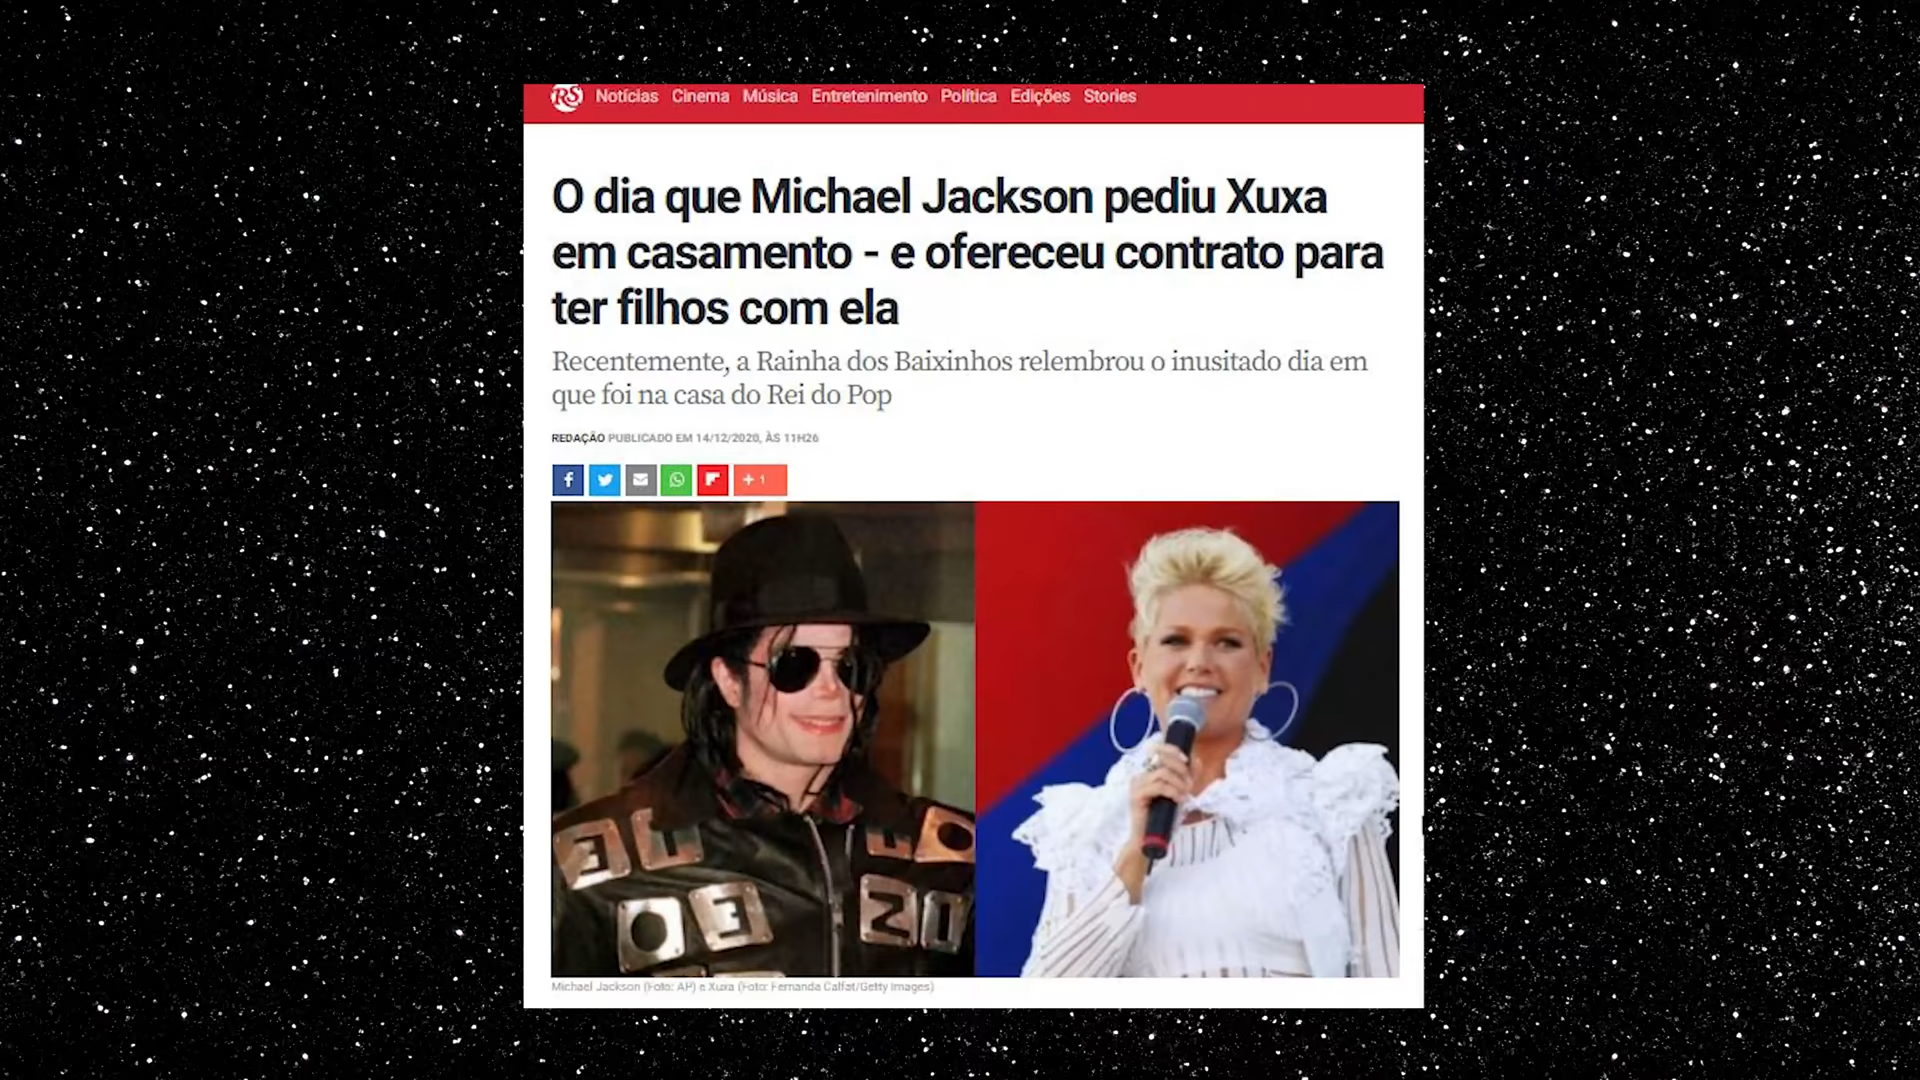 RS Notícias Cinema Música Entretenimento Política Edições Stories
O dia que Michael Jackson pediu Xuxa
em casamento - e ofereceu contrato para
ter filhos com ela
Recentemente, a Rainha dos Baixinhos relembrou o inusitado dia em
que foi na casa do Rei do Pop
REDAÇÃO PUBLICADO EM 14/12/2020, ÀS 11H26
+ 1
Michael Jackson (Foto: AP) e Xuxa (Foto: Fernanda Calfat/Getty Images)